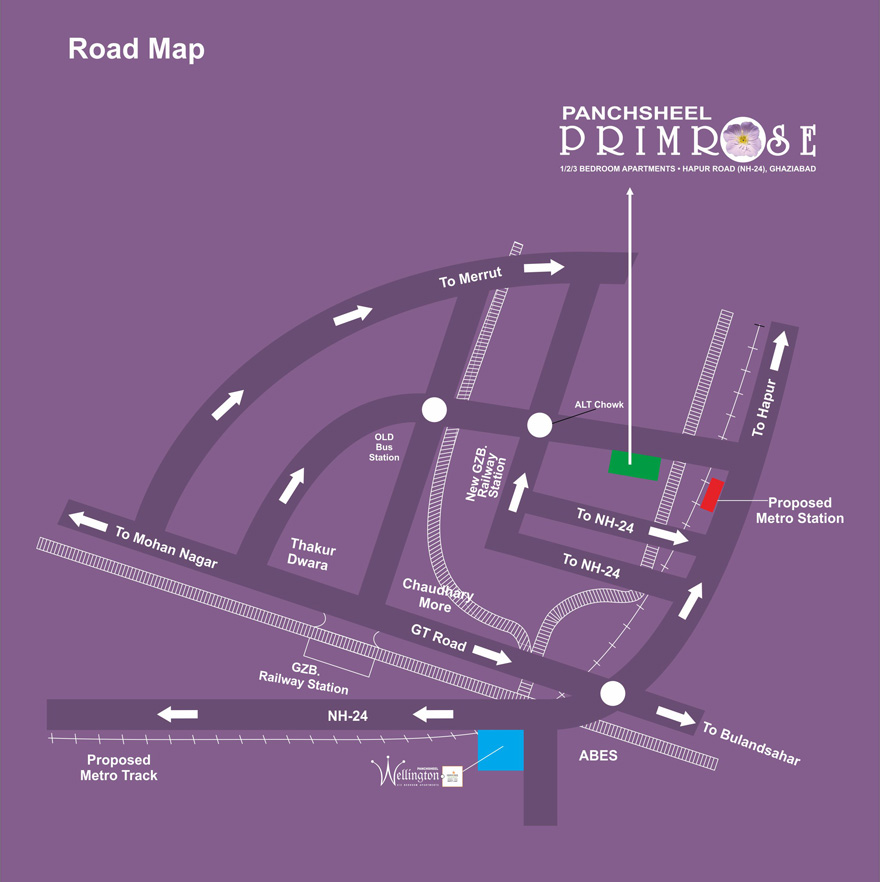 Road Map
PANCHSHEEL
PRIMROSE
1/2/3 BEDROOM APARTMENTS • HAPUR ROAD (NH-24), GHAZIABAD
To Merrut
ALT Chowk
To Hapur
OLD
Bus
Station
New GZB.
Railway
Station
Proposed
Metro Station
To NH-24
To NH-24
To Mohan Nagar
Thakur
Dwara
Chaudhary
More
GT Road
GZB.
Railway Station
NH-24
To Bulandsahar
ABES
Proposed
Metro Track
PANCHSHEEL
Wellington